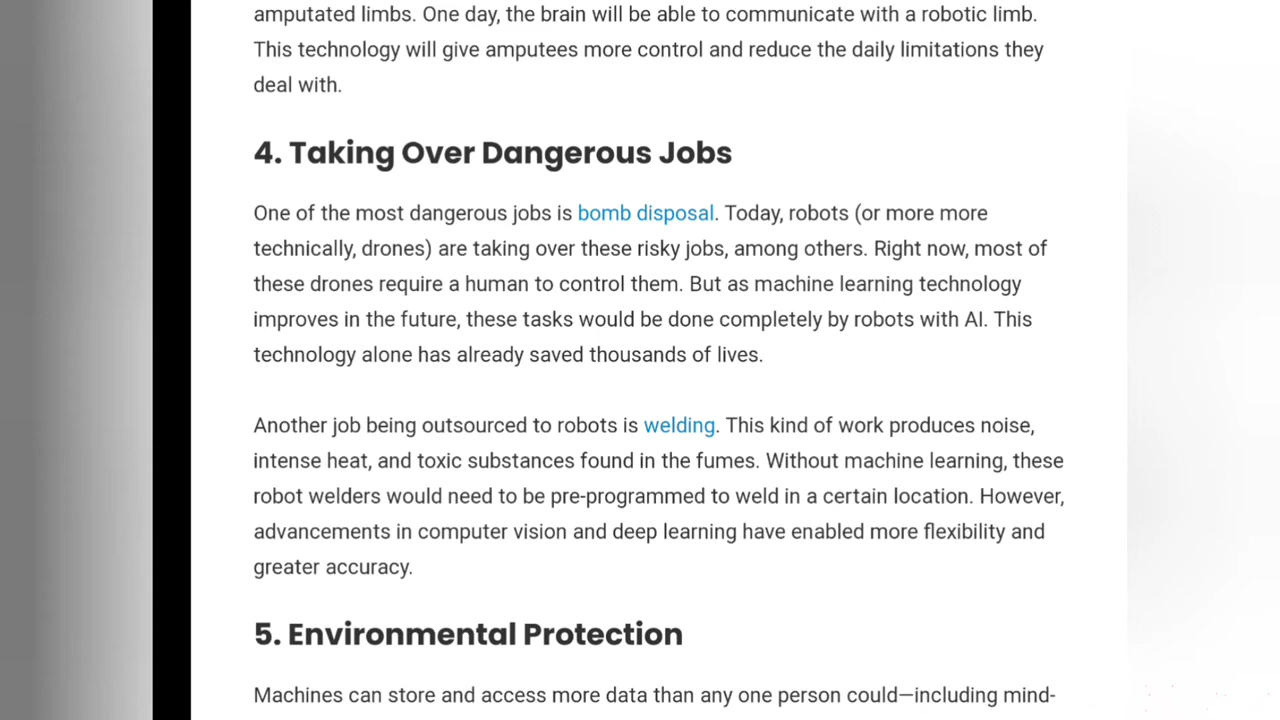 amputated limbs. One day, the brain will be able to communicate with a robotic limb.
This technology will give amputees more control and reduce the daily limitations they
deal with.
4. Taking Over Dangerous Jobs
One of the most dangerous jobs is bomb disposal. Today, robots (or more more
technically, drones) are taking over these risky jobs, among others. Right now, most of
these drones require a human to control them. But as machine learning technology
improves in the future, these tasks would be done completely by robots with AI. This
technology alone has already saved thousands of lives.
Another job being outsourced to robots is welding. This kind of work produces noise,
intense heat, and toxic substances found in the fumes. Without machine learning, these
robot welders would need to be pre-programmed to weld in a certain location. However,
advancements in computer vision and deep learning have enabled more flexibility and
greater accuracy.
5. Environmental Protection
Machines can store and access more data than any one person could—including mind-